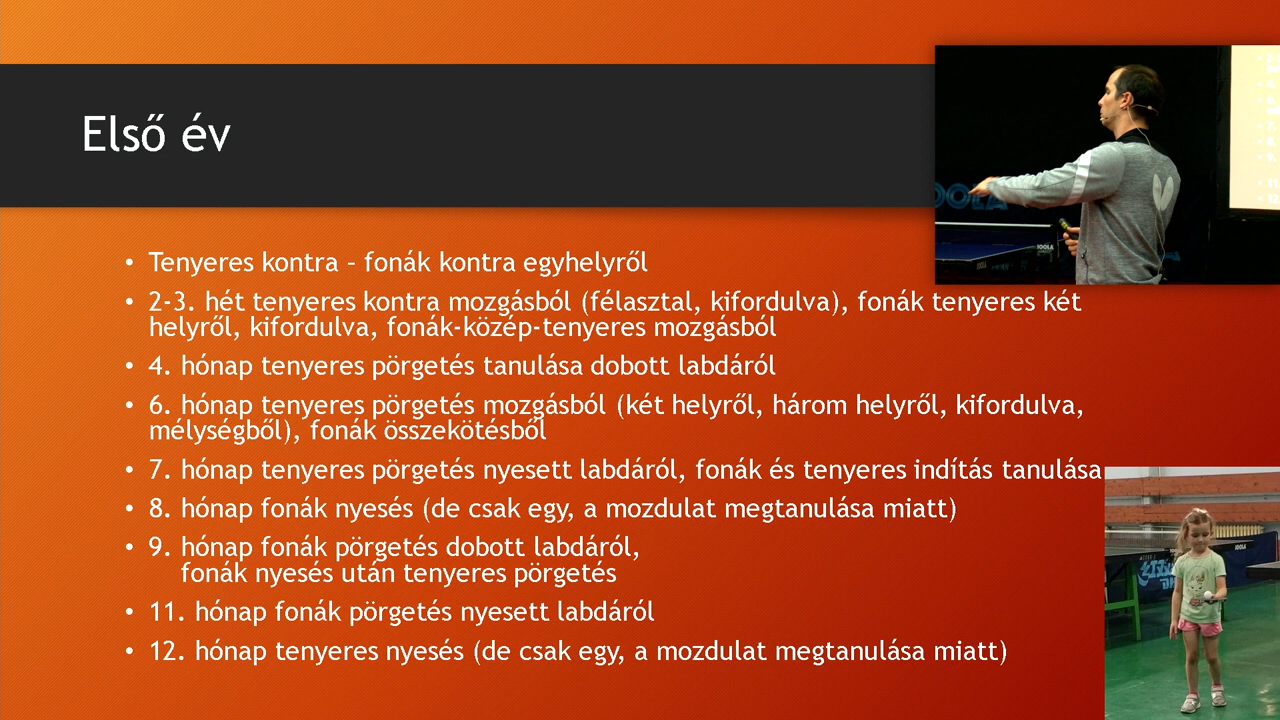 Első év
• Tenyeres kontra – fonák kontra egyhelyről
• 2-3. hét tenyeres kontra mozgásból (félasztal, kifordulva), fonák tenyeres két
helyről, kifordulva, fonák-közép-tenyeres mozgásból
• 4. hónap tenyeres pörgetés tanulása dobott labdáról
• 6. hónap tenyeres pörgetés mozgásból (két helyről, három helyről, kifordulva,
mélységből), fonák összekötésből
• 7. hónap tenyeres pörgetés nyesett labdáról, fonák és tenyeres indítás tanulása
• 8. hónap fonák nyesés (de csak egy, a mozdulat megtanulása miatt)
• 9. hónap fonák pörgetés dobott labdáról,
fonák nyesés után tenyeres pörgetés
• 11. hónap fonák pörgetés nyesett labdáról
• 12. hónap tenyeres nyesés (de csak egy, a mozdulat megtanulása miatt)
JOOLA
JOOLA
JOOLA